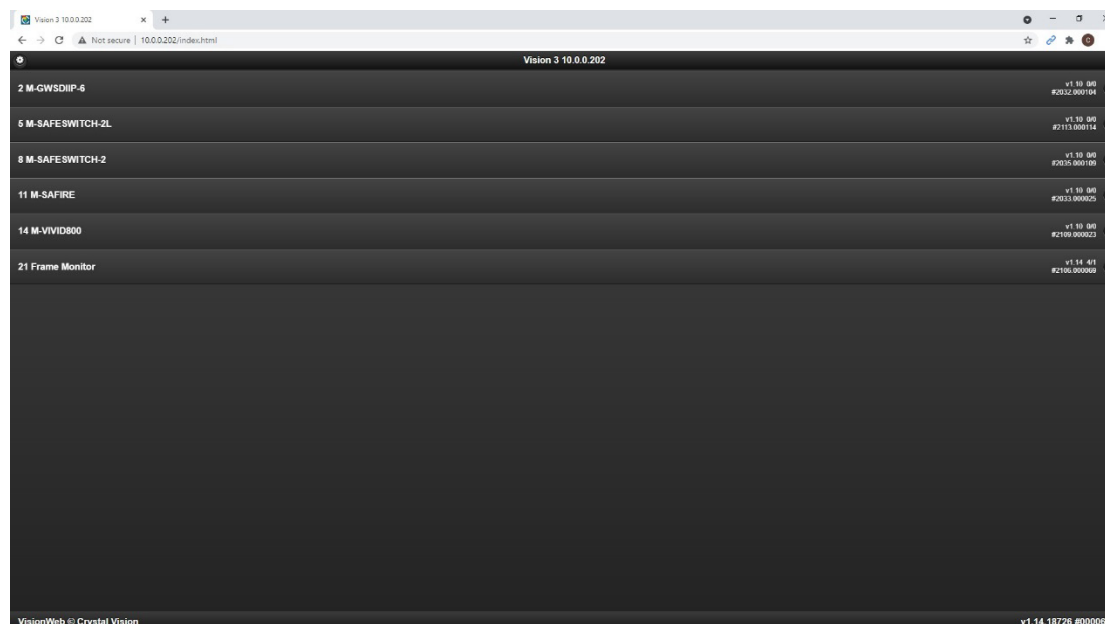 Vision 3 10.0.0.202
Not secure | 10.0.0.202/index.html
C
Vision 3 10.0.0.202
2 M-GWSDIIP-6
v1.10 0/0
#2032.000104
5 M-SAFESWITCH-2L
v1.10 0/0
#2113.000114
8 M-SAFESWITCH-2
v1.10 0/0
#2035.000109
11 M-SAFIRE
v1.10 0/0
#2033.000025
14 M-VIVID800
v1.10 0/0
#2109.000023
21 Frame Monitor
v1.14 4/1
#2106.000069
VisionWeb © Crystal Vision
v1.14.18726 #00006